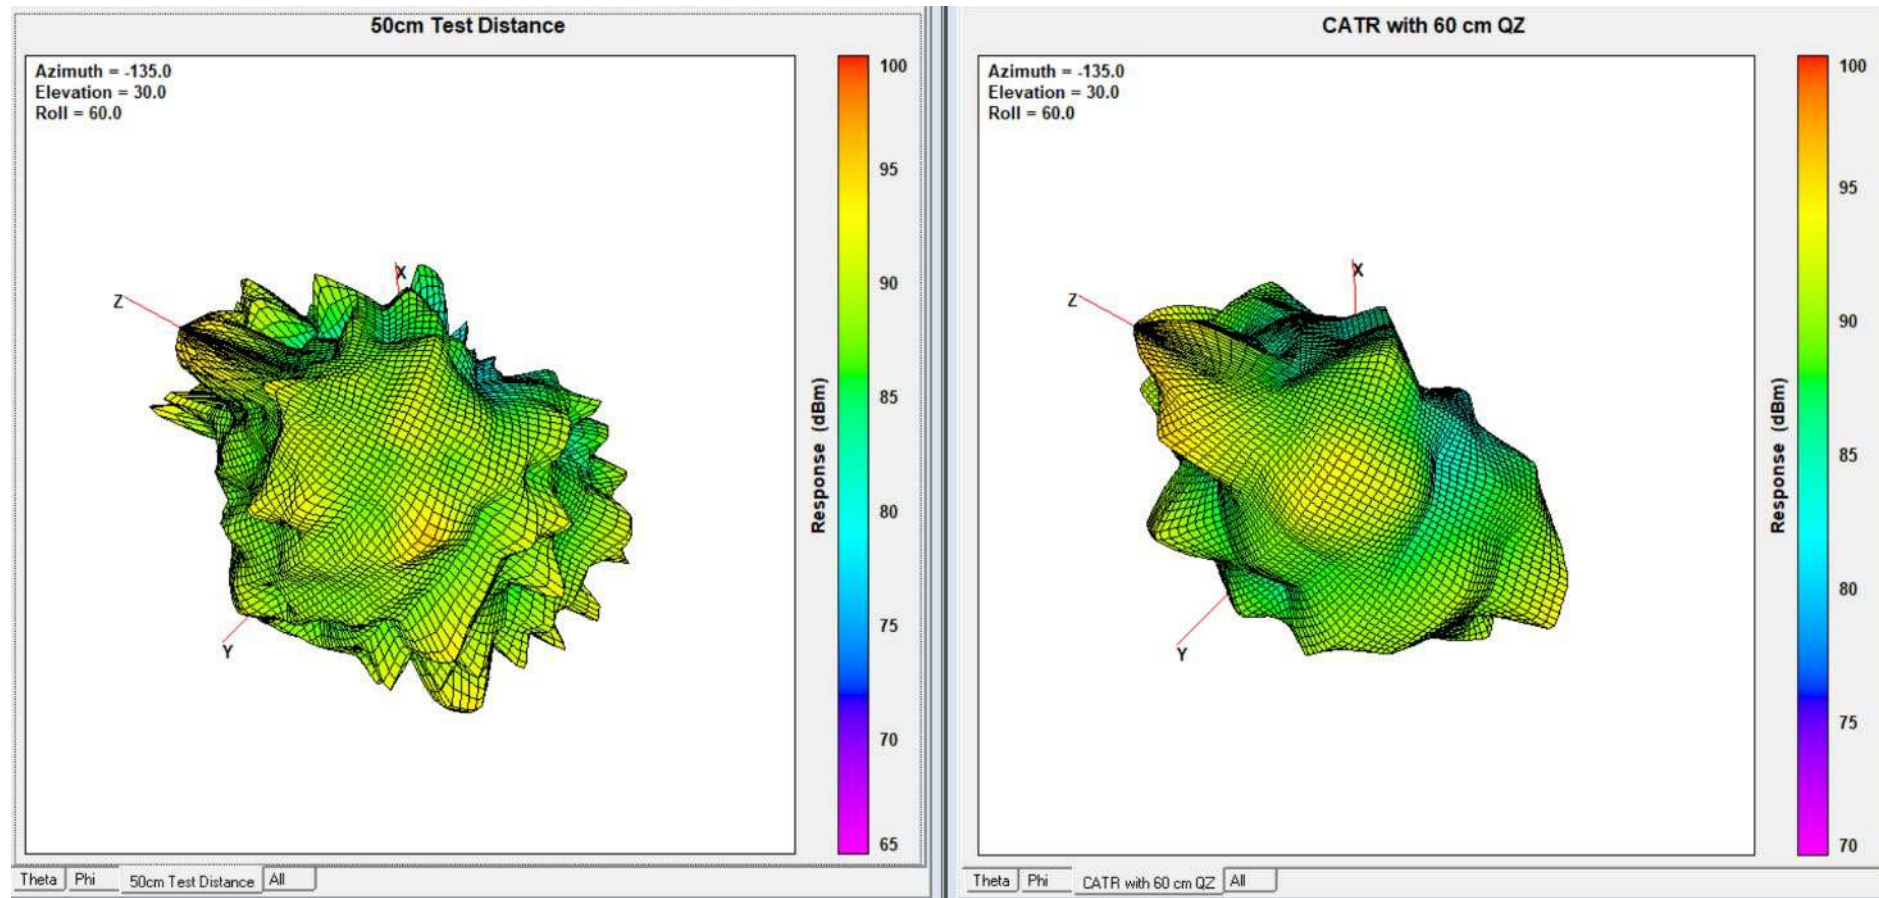 50cm Test Distance
Azimuth = -135.0
Elevation = 30.0
Roll = 60.0
X
Z
Y
100
95
90
85
80
75
70
65
Response (dBm)
Theta
Phi
50cm Test Distance
All
CATR with 60 cm QZ
Azimuth = -135.0
Elevation = 30.0
Roll = 60.0
X
Z
Y
100
95
90
85
80
75
70
Response (dBm)
Theta
Phi
CATR with 60 cm QZ
All